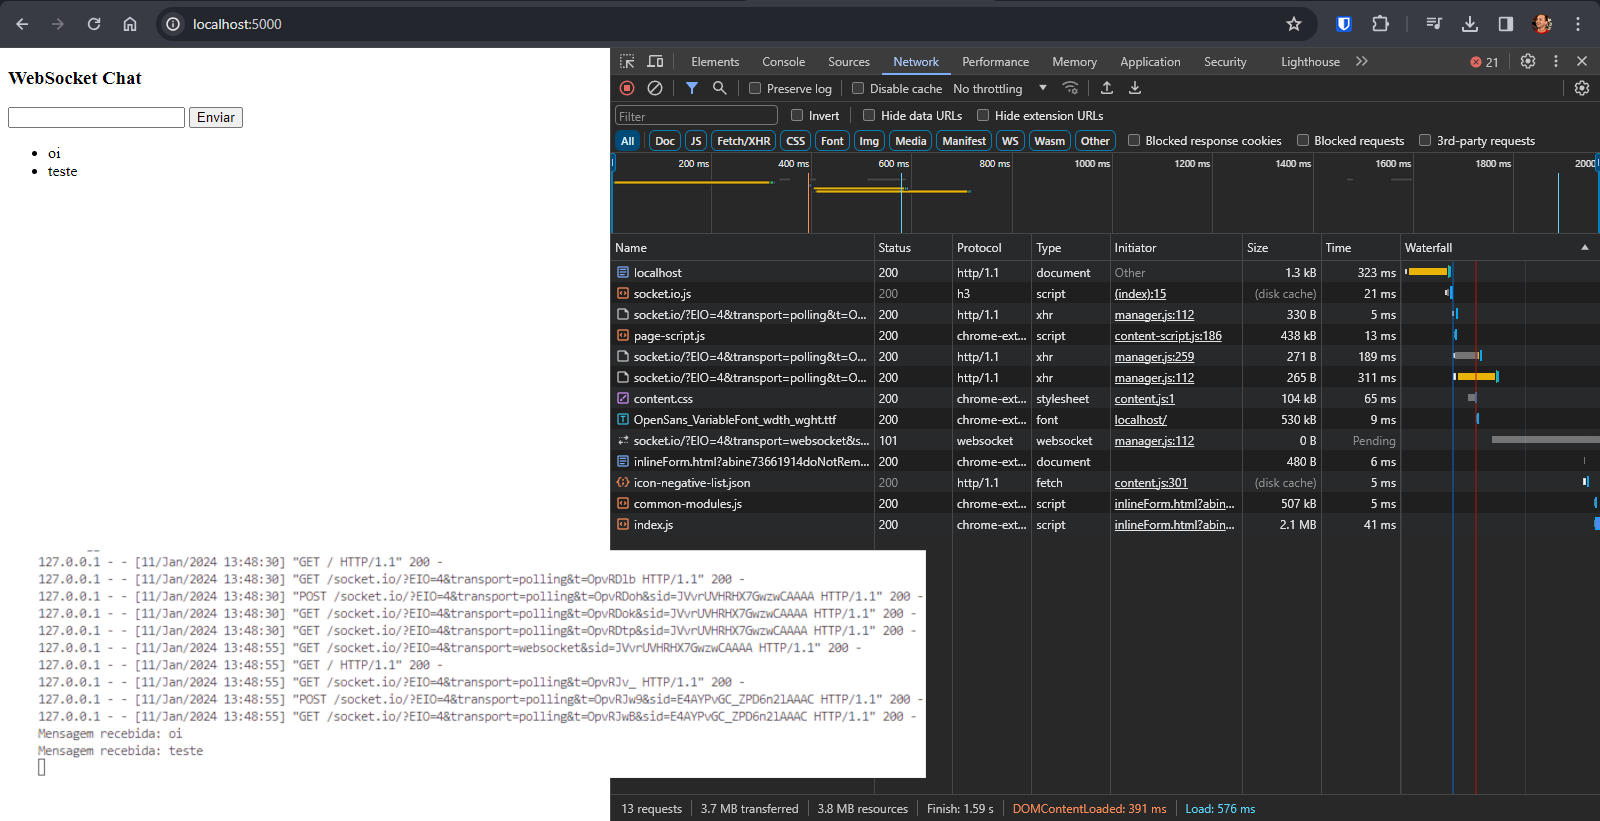 localhost:5000
WebSocket Chat
Enviar
oi
teste
Elements Console Sources Network Performance Memory Application Security Lighthouse 21
Preserve log Disable cache No throttling
Filter Invert Hide data URLs Hide extension URLs
All Doc JS Fetch/XHR CSS Font Img Media Manifest WS Wasm Other Blocked response cookies Blocked requests 3rd-party requests
200 ms 400 ms 600 ms 800 ms 1000 ms 1200 ms 1400 ms 1600 ms 1800 ms 2000
Name Status Protocol Type Initiator Size Time Waterfall
localhost 200 http/1.1 document Other 1.3 kB 323 ms
socket.io.js 200 h3 script (index):15 (disk cache) 21 ms
socket.io/?EIO=4&transport=polling&t=O... 200 http/1.1 xhr manager.js:112 330 B 5 ms
page-script.js 200 chrome-ext... script content-script.js:186 438 kB 13 ms
socket.io/?EIO=4&transport=polling&t=O... 200 http/1.1 xhr manager.js:259 271 B 189 ms
socket.io/?EIO=4&transport=polling&t=O... 200 http/1.1 xhr manager.js:112 265 B 311 ms
content.css 200 chrome-ext... stylesheet content.js:1 104 kB 65 ms
OpenSans_VariableFont_wdth_wght.ttf 200 chrome-ext... font localhost/ 530 kB 9 ms
socket.io/?EIO=4&transport=websocket&s... 101 websocket websocket manager.js:112 0 B Pending
inlineForm.html?abine73661914doNotRem... 200 chrome-ext... document 480 B 6 ms
icon-negative-list.json 200 http/1.1 fetch content.js:301 (disk cache) 5 ms
common-modules.js 200 chrome-ext... script inlineForm.html?abin... 507 kB 5 ms
index.js 200 chrome-ext... script inlineForm.html?abin... 2.1 MB 41 ms
127.0.0.1 - - [11/Jan/2024 13:48:30] "GET / HTTP/1.1" 200 -
127.0.0.1 - - [11/Jan/2024 13:48:30] "GET /socket.io/?EIO=4&transport=polling&t=OpvRDlb HTTP/1.1" 200 -
127.0.0.1 - - [11/Jan/2024 13:48:30] "POST /socket.io/?EIO=4&transport=polling&t=OpvRDoh&sid=JVvrUVHRHX7GwzwCAAAA HTTP/1.1" 200 -
127.0.0.1 - - [11/Jan/2024 13:48:30] "GET /socket.io/?EIO=4&transport=polling&t=OpvRDok&sid=JVvrUVHRHX7GwzwCAAAA HTTP/1.1" 200 -
127.0.0.1 - - [11/Jan/2024 13:48:30] "GET /socket.io/?EIO=4&transport=polling&t=OpvRDtp&sid=JVvrUVHRHX7GwzwCAAAA HTTP/1.1" 200 -
127.0.0.1 - - [11/Jan/2024 13:48:55] "GET /socket.io/?EIO=4&transport=websocket&sid=JVvrUVHRHX7GwzwCAAAA HTTP/1.1" 200 -
127.0.0.1 - - [11/Jan/2024 13:48:55] "GET / HTTP/1.1" 200 -
127.0.0.1 - - [11/Jan/2024 13:48:55] "GET /socket.io/?EIO=4&transport=polling&t=OpvRJv_ HTTP/1.1" 200 -
127.0.0.1 - - [11/Jan/2024 13:48:55] "POST /socket.io/?EIO=4&transport=polling&t=OpvRJw9&sid=E4AYPvGC_ZPD6n2lAAAC HTTP/1.1" 200 -
127.0.0.1 - - [11/Jan/2024 13:48:55] "GET /socket.io/?EIO=4&transport=polling&t=OpvRJwB&sid=E4AYPvGC_ZPD6n2lAAAC HTTP/1.1" 200 -
Mensagem recebida: oi
Mensagem recebida: teste
13 requests 3.7 MB transferred 3.8 MB resources Finish: 1.59 s DOMContentLoaded: 391 ms Load: 576 ms